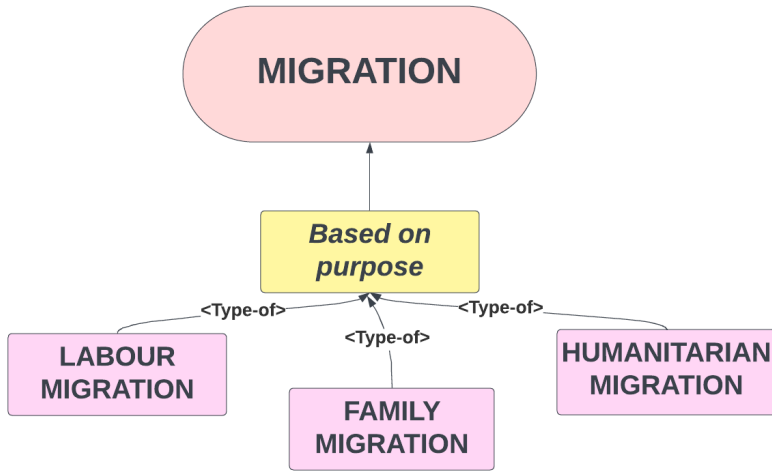 MIGRATION
Based on
purpose
<Type-of>
<Type-of>
<Type-of>
LABOUR
MIGRATION
FAMILY
MIGRATION
HUMANITARIAN
MIGRATION